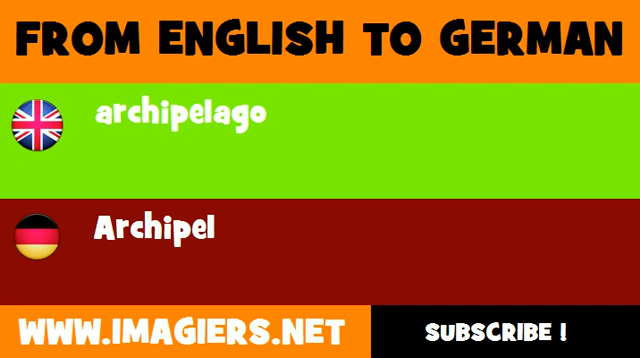 FROM ENGLISH TO GERMAN
archipelago
Archipel
WWW.IMAGIERS.NET
SUBSCRIBE !